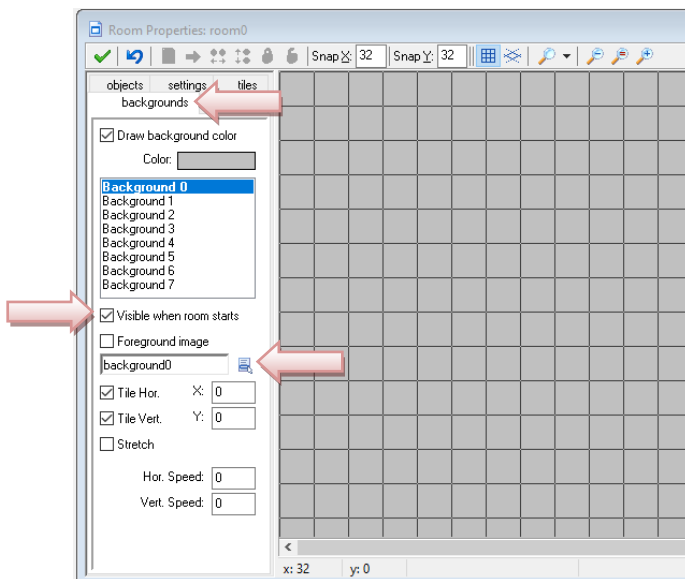 Room Properties: room0
Snap X: 32 Snap Y: 32
objects settings tiles
backgrounds
Draw background color
Color:
Background 0
Background 1
Background 2
Background 3
Background 4
Background 5
Background 6
Background 7
Visible when room starts
Foreground image
background0
Tile Hor. X: 0
Tile Vert. Y: 0
Stretch
Hor. Speed: 0
Vert. Speed: 0
x: 32 y: 0